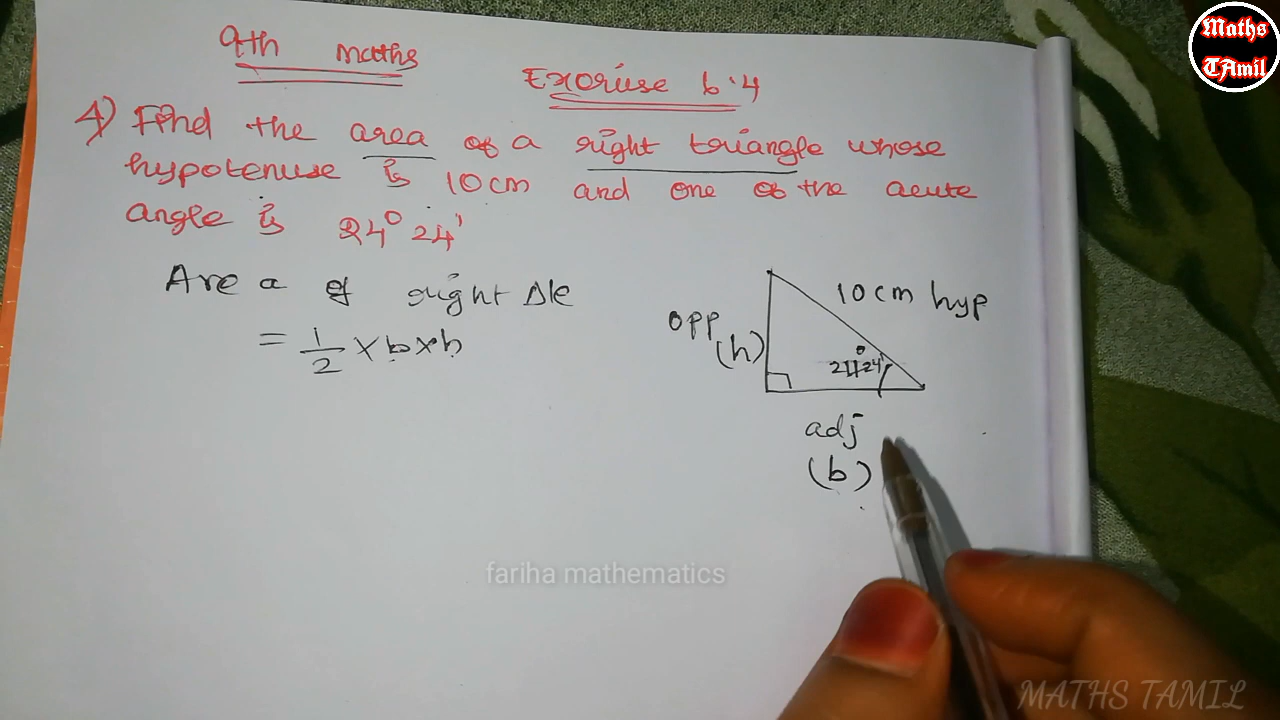 Maths
TAmil
9th maths
Exercise 6.4
4) Find the area of a right triangle whose
hypotenuse is 10cm and one of the acute
angle is 24° 24'
Area of right Δle
= 1/2 × b × h
10cm hyp
opp
(h)
24° 24'
adj
(b)
fariha mathematics
MATHS TAMIL